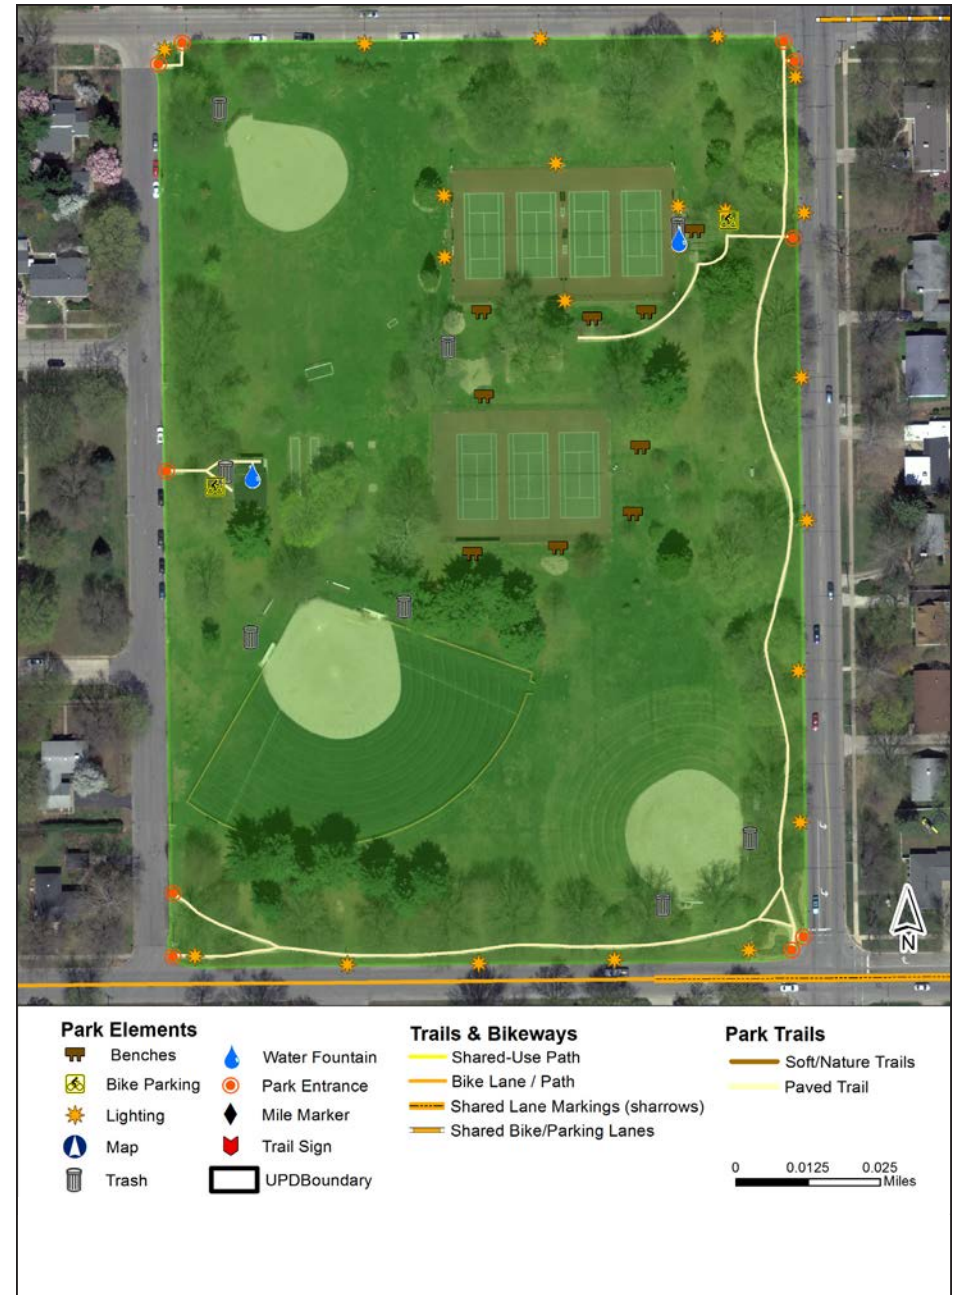 N
Park Elements
Benches
Bike Parking
Lighting
Map
Trash
Water Fountain
Park Entrance
Mile Marker
Trail Sign
UPDBoundary
Trails & Bikeways
Shared-Use Path
Bike Lane / Path
Shared Lane Markings (sharrows)
Shared Bike/Parking Lanes
Park Trails
Soft/Nature Trails
Paved Trail
0 0.0125 0.025
Miles